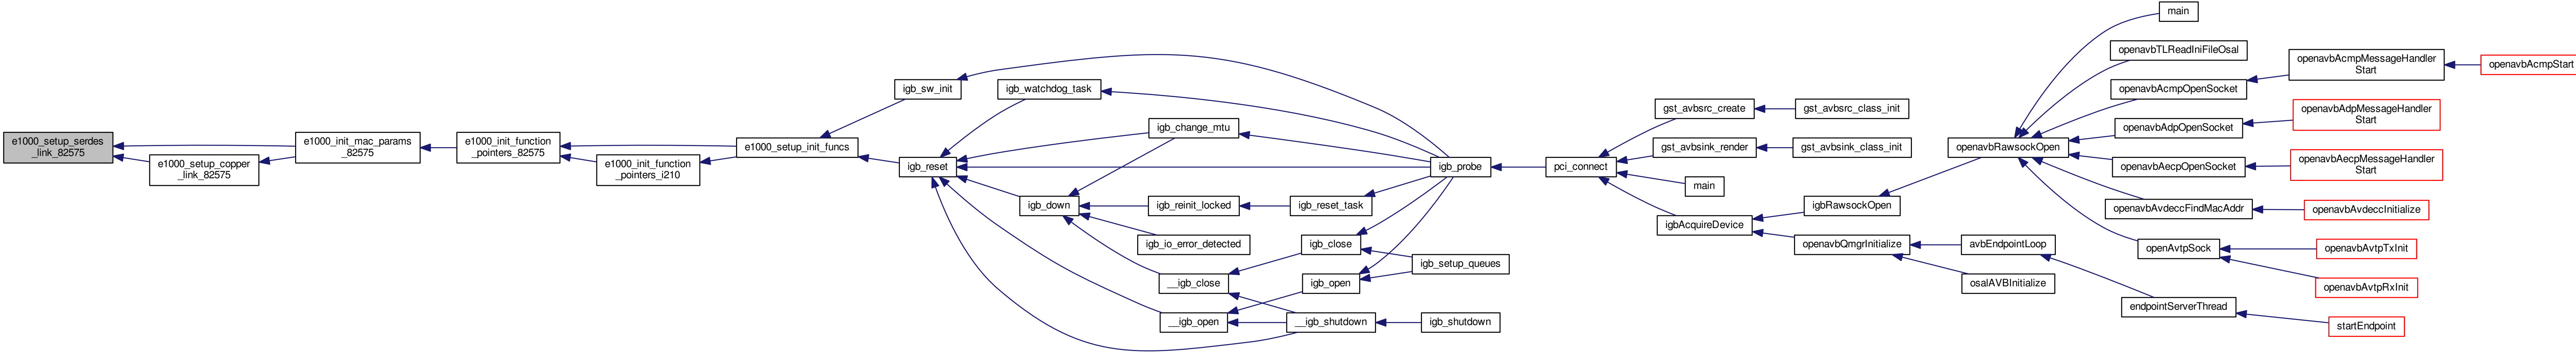 e1000_setup_serdes
_link_82575
e1000_setup_copper
_link_82575
e1000_init_mac_params
_82575
e1000_init_function
_pointers_82575
e1000_init_function
_pointers_i210
e1000_setup_init_funcs
igb_sw_init
igb_reset
igb_watchdog_task
igb_change_mtu
igb_down
igb_reinit_locked
igb_reset_task
igb_io_error_detected
igb_close
__igb_close
igb_open
igb_setup_queues
__igb_open
__igb_shutdown
igb_shutdown
igb_probe
pci_connect
gst_avbsrc_create
gst_avbsrc_class_init
gst_avbsink_render
gst_avbsink_class_init
main
igbAcquireDevice
igbRawsockOpen
openavbQmgrInitialize
avbEndpointLoop
osalAVBInitialize
openavbRawsockOpen
main
openavbTLReadIniFileOsal
openavbAcmpOpenSocket
openavbAcmpMessageHandler
Start
openavbAcmpStart
openavbAdpOpenSocket
openavbAdpMessageHandler
Start
openavbAecpOpenSocket
openavbAecpMessageHandler
Start
openavbAvdeccFindMacAddr
openavbAvdeccInitialize
openAvtpSock
openavbAvtpTxInit
openavbAvtpRxInit
endpointServerThread
startEndpoint